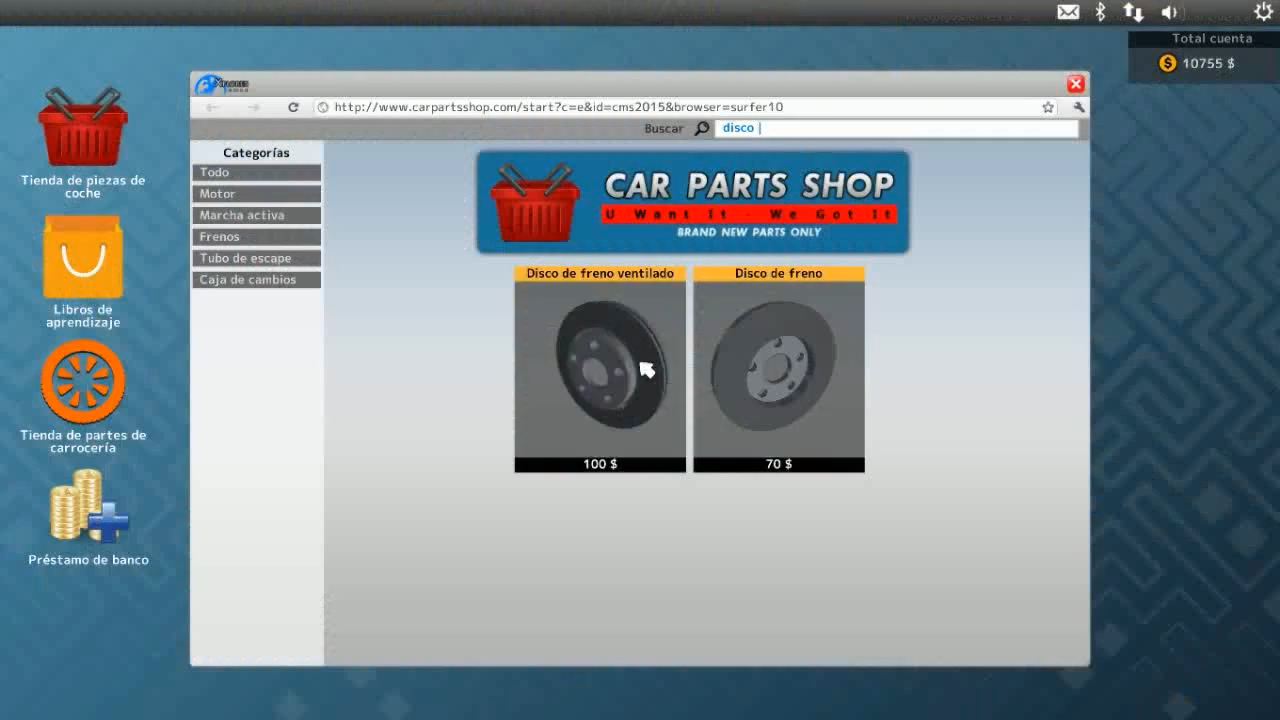 Total cuenta
10755 $
http://www.carpartsshop.com/start?c=e&id=cms2015&browser=surfer10
Buscar
disco |
Tienda de piezas de
coche
Libros de
aprendizaje
Tienda de partes de
carrocería
Préstamo de banco
Categorías
Todo
Motor
Marcha activa
Frenos
Tubo de escape
Caja de cambios
CAR PARTS SHOP
U Want It - We Got It
BRAND NEW PARTS ONLY
Disco de freno ventilado
100 $
Disco de freno
70 $